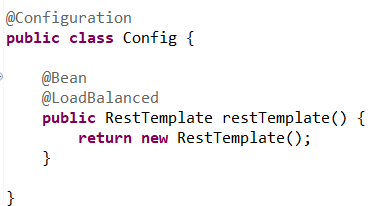 @Configuration
public class Config {
@Bean
@LoadBalanced
public RestTemplate restTemplate() {
return new RestTemplate();
}
}